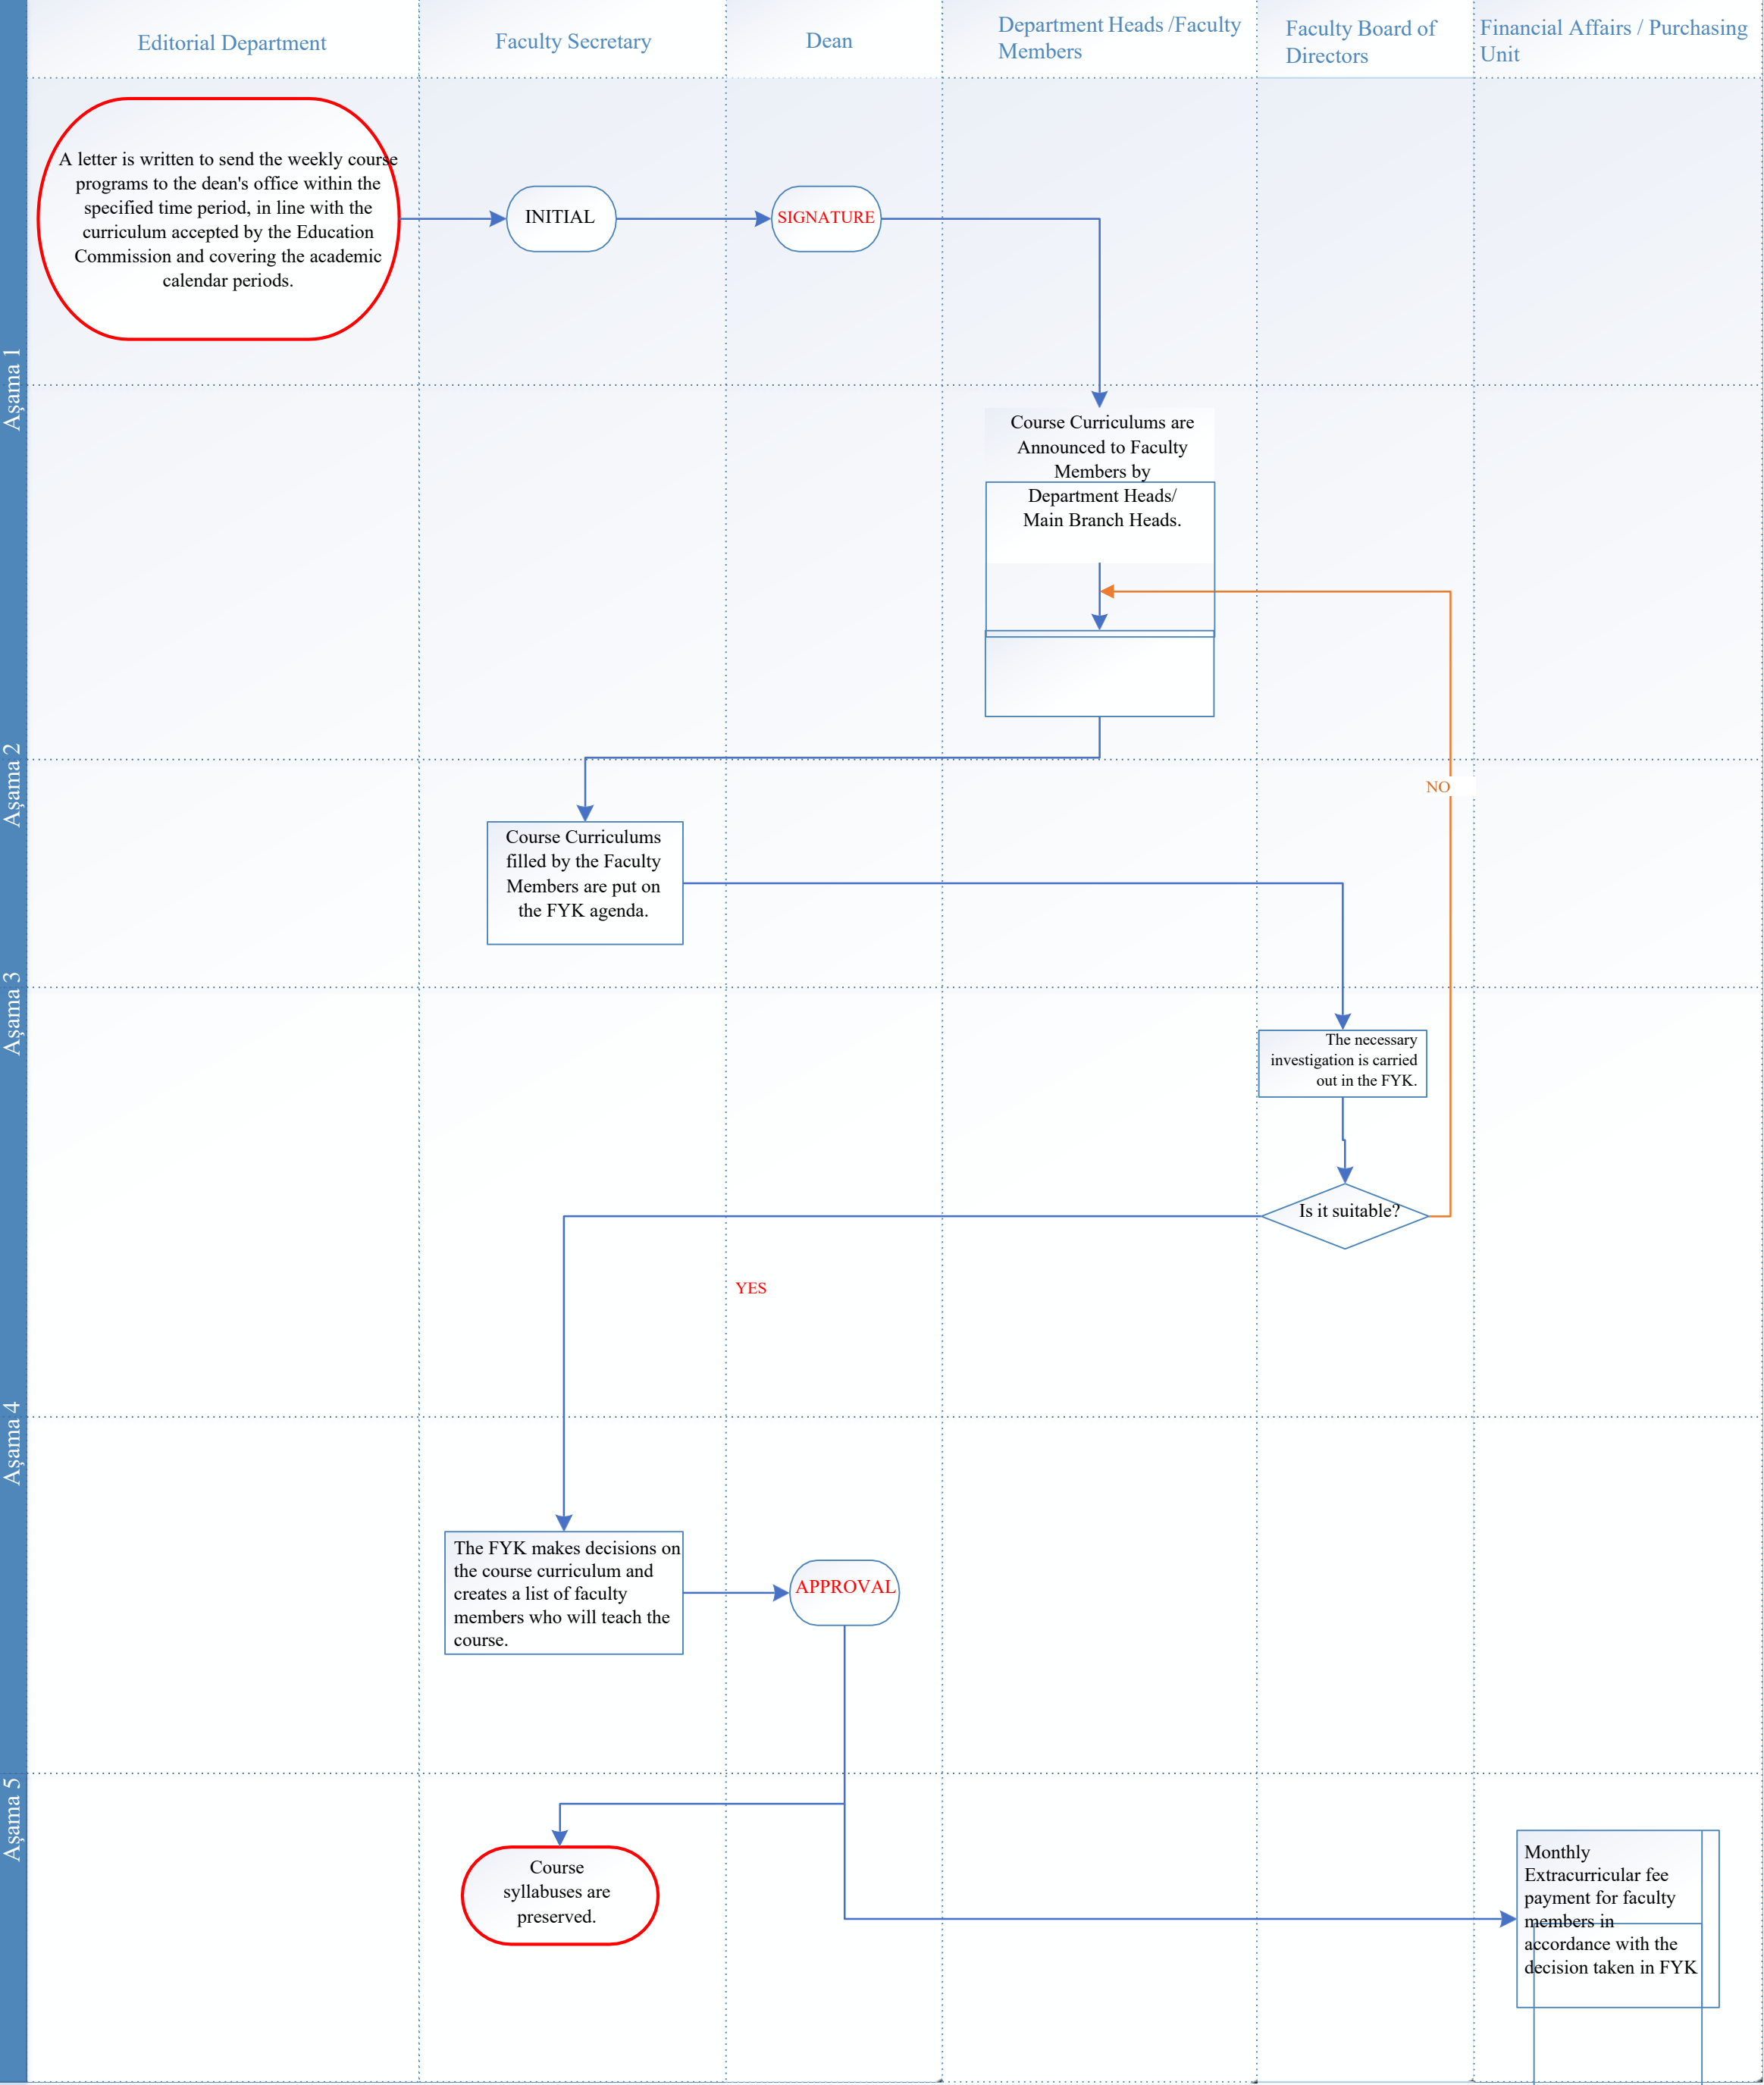 Editorial Department
Faculty Secretary
Dean
Department Heads /Faculty
Members
Faculty Board of
Directors
Financial Affairs / Purchasing
Unit
A letter is written to send the weekly course
programs to the dean's office within the
specified time period, in line with the
curriculum accepted by the Education
Commission and covering the academic
calendar periods.
INITIAL
SIGNATURE
Aşama 1
Course Curriculums are
Announced to Faculty
Members by
Department Heads/
Main Branch Heads.
Aşama 2
NO
Course Curriculums
filled by the Faculty
Members are put on
the FYK agenda.
Aşama 3
The necessary
investigation is carried
out in the FYK.
Is it suitable?
YES
Aşama 4
The FYK makes decisions on
the course curriculum and
creates a list of faculty
members who will teach the
course.
APPROVAL
Aşama 5
Course
syllabuses are
preserved.
Monthly
Extracurricular fee
payment for faculty
members in
accordance with the
decision taken in FYK